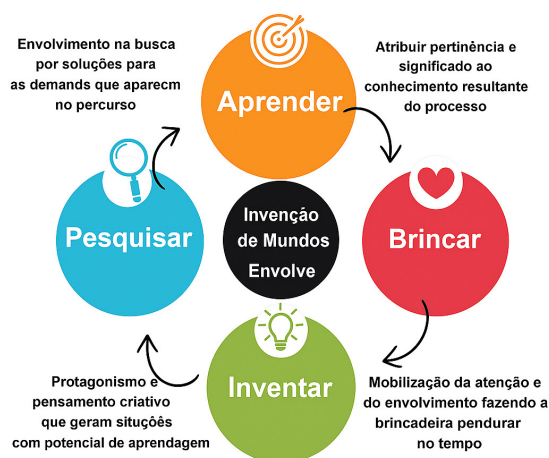 Envolvimento na busca
por soluções para
as demands que aparecm
no percurso
Aprender
Atribuir pertinência e
significado ao
conhecimento resultante
do processo
Pesquisar
Invenção
de Mundos
Envolve
Brincar
Protagonismo e
pensamento criativo
que geram situçôês
com potencial de aprendagem
Inventar
Mobilização da atenção e
do envolvimento fazendo a
brincadeira pendurar
no tempo